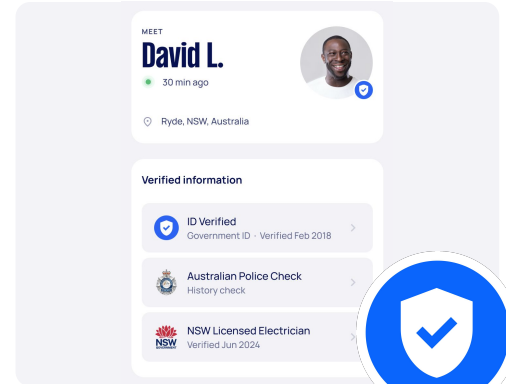 MEET
David L.
30 min ago
Ryde, NSW, Australia
Verified information
ID Verified
Government ID · Verified Feb 2018
Australian Police Check
History check
NSW Licensed Electrician
Verified Jun 2024
NSW